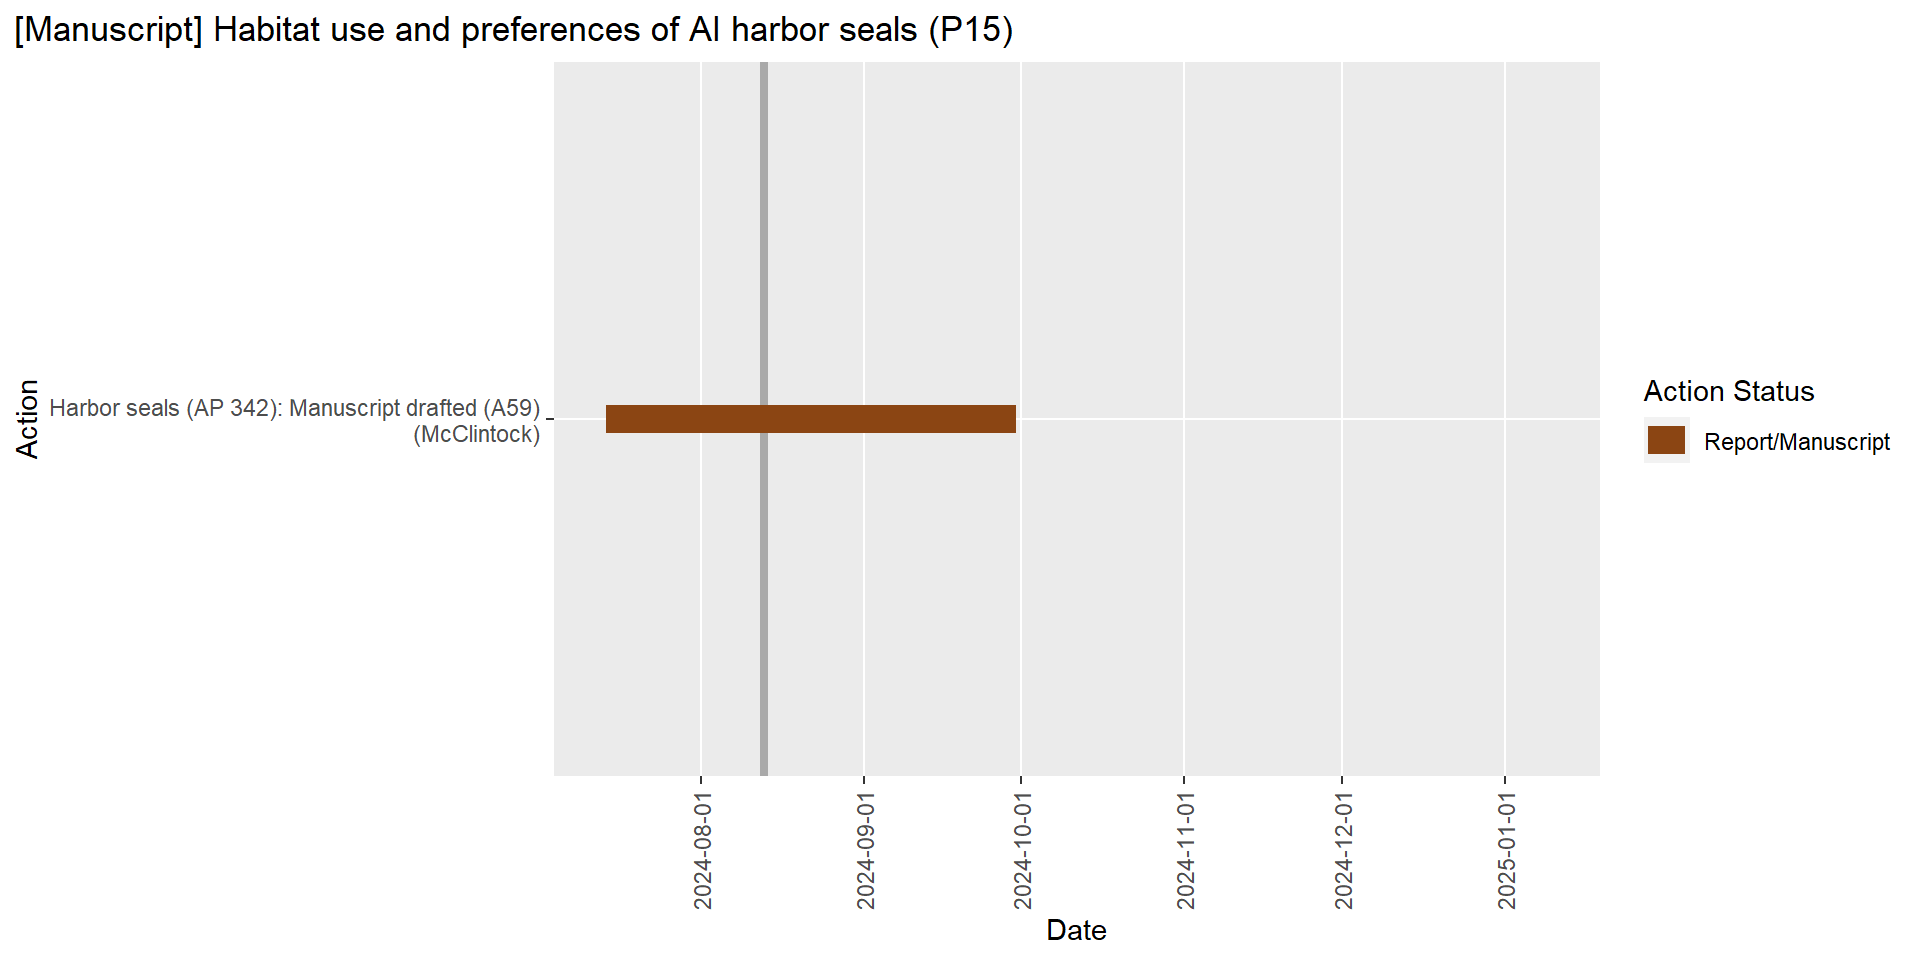 [Manuscript] Habitat use and preferences of AI harbor seals (P15)
Action
Harbor seals (AP 342): Manuscript drafted (A59)
(McClintock)
Action Status
Report/Manuscript
2024-08-01
2024-09-01
2024-10-01
2024-11-01
2024-12-01
2025-01-01
Date